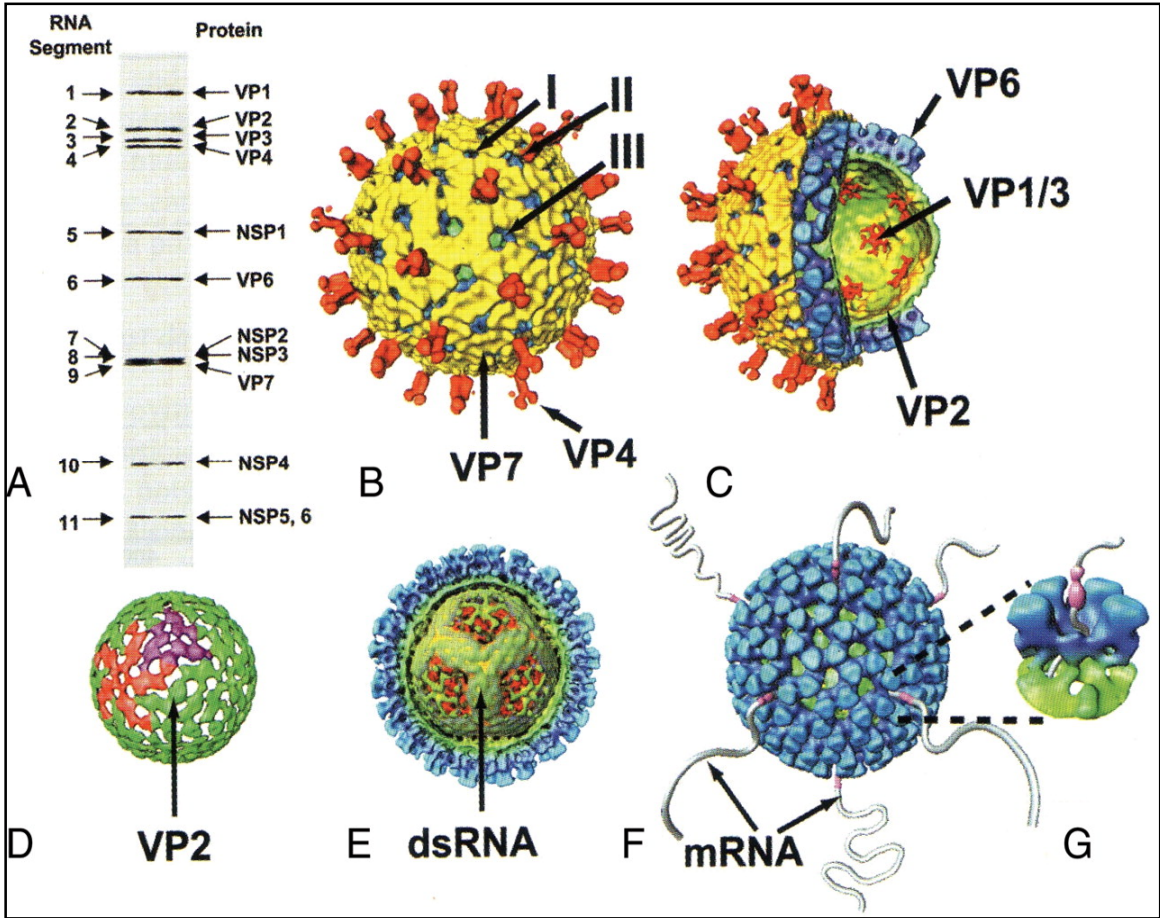 RNA
Segment
Protein
1
VP1
2
VP2
3
VP3
4
VP4
5
NSP1
6
VP6
7
NSP2
8
NSP3
9
VP7
10
NSP4
11
NSP5, 6
A
I
II
III
VP7
VP4
B
VP6
VP1/3
VP2
C
VP2
D
dsRNA
E
mRNA
F
G